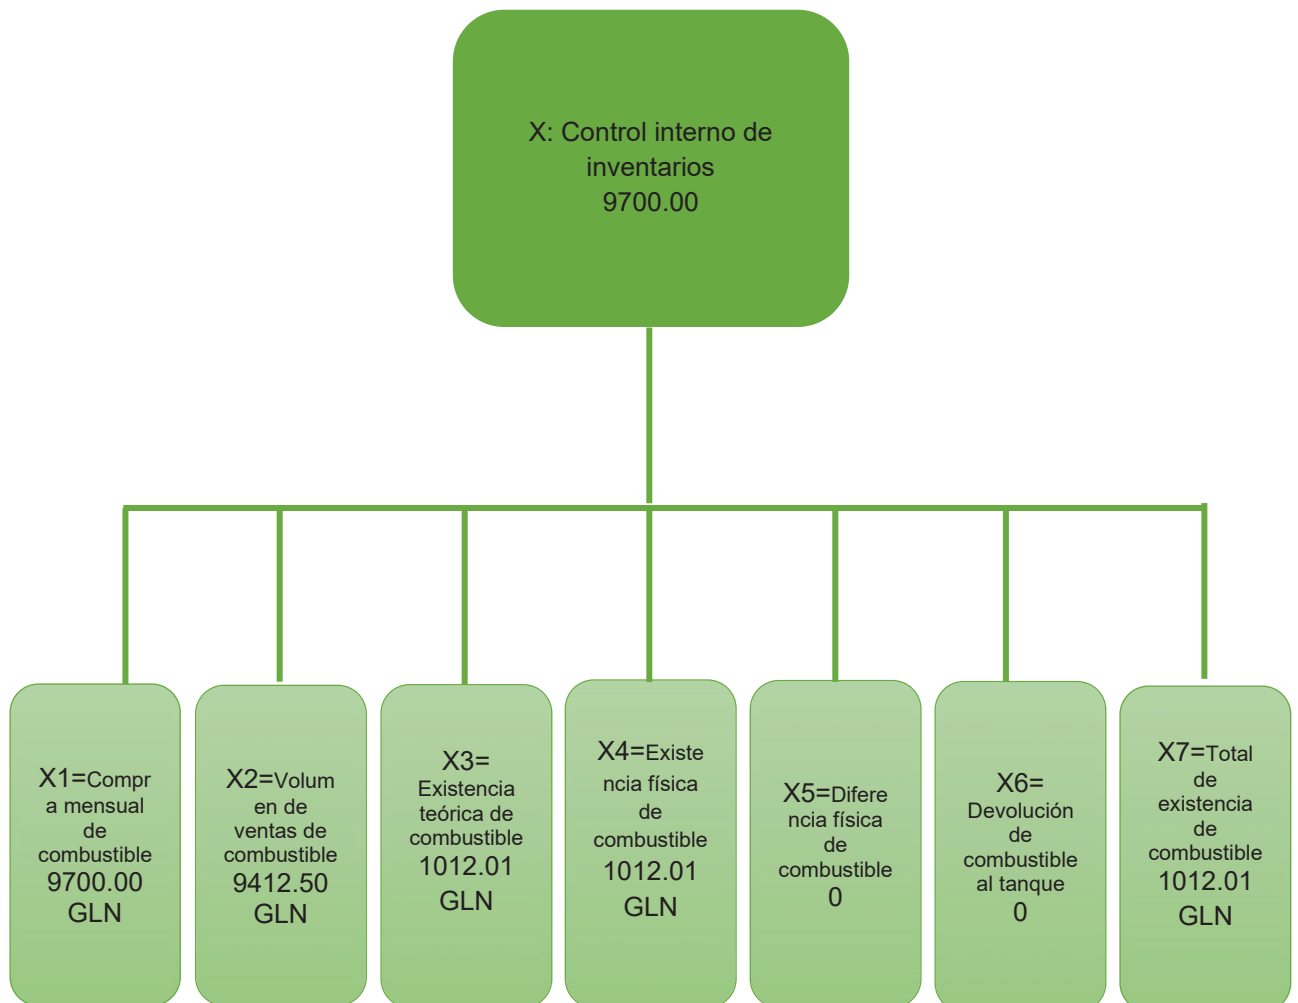 X: Control interno de
inventarios
9700.00
X1=Compr
a mensual
de
combustible
9700.00
GLN
X2=Volum
en de
ventas de
combustible
9412.50
GLN
X3=
Existencia
teórica de
combustible
1012.01
GLN
X4=Existe
ncia física
de
combustible
1012.01
GLN
X5=Difere
ncia física
de
combustible
0
X6=
Devolución
de
combustible
al tanque
0
X7=Total
de
existencia
de
combustible
1012.01
GLN